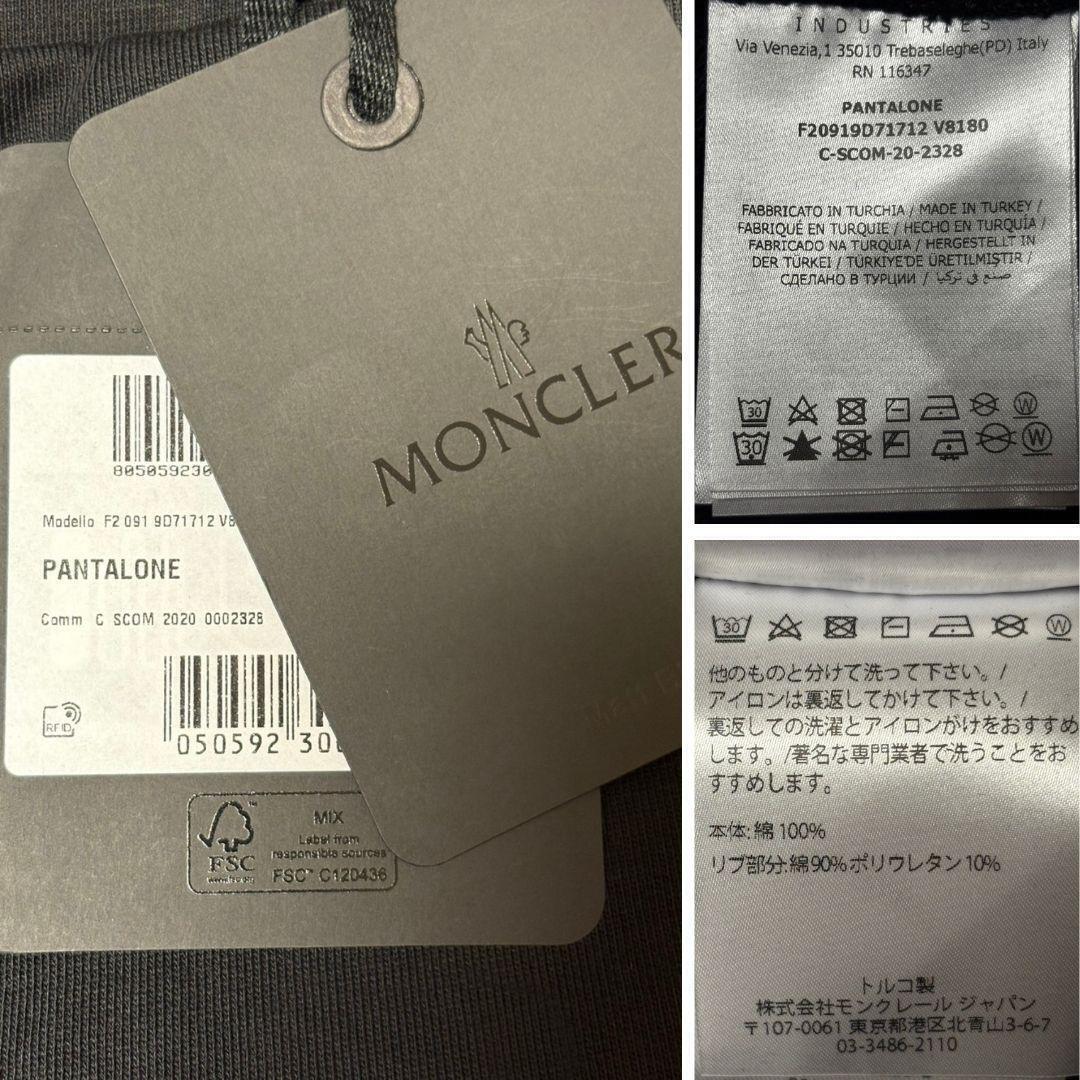 MONCLER
805059230
Modello F2 091 9D71712 V8
PANTALONE
Comm C SCOM 2020 0002328
RFID
050592 30
FSC
MIX
Label from
responsible sources
FSC™ C120436
INDUSTRIES
Via Venezia,1 35010 Trebaseleghe(PD) Italy
RN 116347
PANTALONE
F20919D71712 V8180
C-SCOM-20-2328
FABBRICATO IN TURCHIA / MADE IN TURKEY /
FABRIQUÉ EN TURQUIE / HECHO EN TURQUÍA /
FABRICADO NA TURQUIA / HERGESTELLT IN
DER TÜRKEI / TÜRKIYE'DE ÜRETILMIŞTIR /
СДЕЛАНО В ТУРЦИИ / صنع في تركيا
30 W
30 W
30 W
他のものと分けて洗って下さい。/
アイロンは裏返してかけて下さい。/
裏返しての洗濯とアイロンがけをおすすめ
します。/著名な専門業者で洗うことをお
すすめします。
本体: 綿 100%
リブ部分: 綿 90% ポリウレタン 10%
トルコ製
株式会社モンクレール ジャパン
〒107-0061 東京都港区北青山3-6-7
03-3486-2110